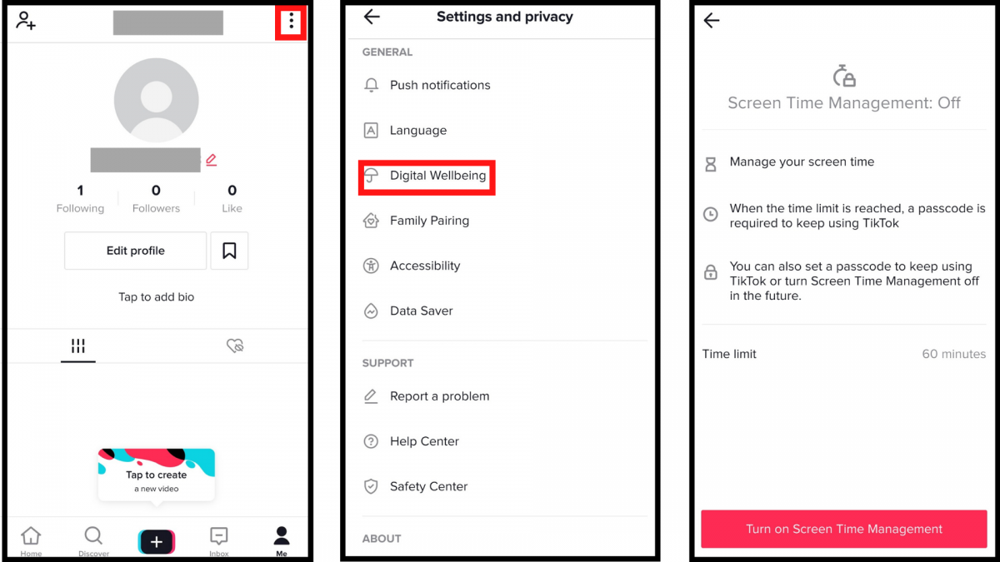 1
Following
0
Followers
0
Like
Edit profile
Tap to add bio
Tap to create
a new video
Home
Discover
Inbox
Me
Settings and privacy
GENERAL
Push notifications
Language
Digital Wellbeing
Family Pairing
Accessibility
Data Saver
SUPPORT
Report a problem
Help Center
Safety Center
ABOUT
Screen Time Management: Off
Manage your screen time
When the time limit is reached, a passcode is
required to keep using TikTok
You can also set a passcode to keep using
TikTok or turn Screen Time Management off
in the future.
Time limit
60 minutes
Turn on Screen Time Management